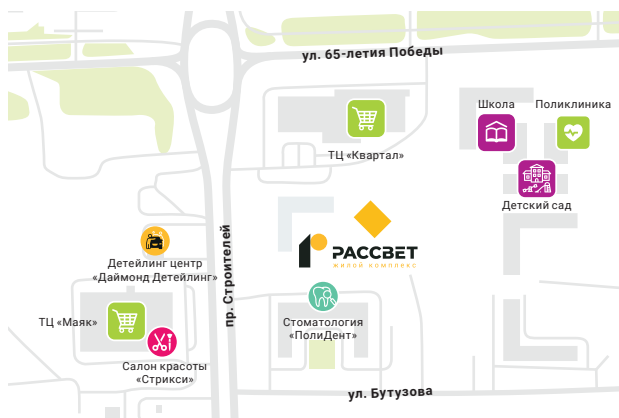 ул. 65-летия Победы
Школа
Поликлиника
ТЦ «Квартал»
Детский сад
пр. Строителей
РАССВЕТ
ЖИЛОЙ КОМПЛЕКС
Детейлинг центр
«Даймонд Детейлинг»
ТЦ «Маяк»
Стоматология
«ПолиДент»
Салон красоты
«Стрикси»
ул. Бутузова